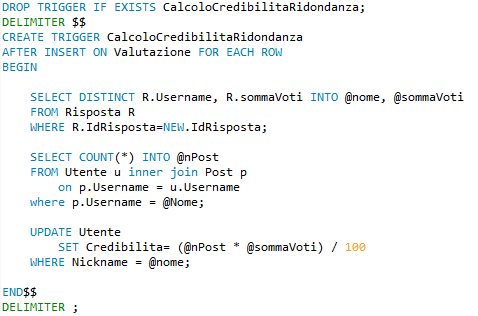 DROP TRIGGER IF EXISTS CalcoloCredibilitaRidondanza;
DELIMITER $$
CREATE TRIGGER CalcoloCredibilitaRidondanza
AFTER INSERT ON Valutazione FOR EACH ROW
BEGIN
SELECT DISTINCT R.Username, R.sommaVoti INTO @nome, @sommaVoti
FROM Risposta R
WHERE R.IdRisposta=NEW.IdRisposta;
SELECT COUNT(*) INTO @nPost
FROM Utente u inner join Post p
on p.Username = u.Username
where p.Username = @Nome;
UPDATE Utente
SET Credibilita= (@nPost * @sommaVoti) / 100
WHERE Nickname = @nome;
END$$
DELIMITER ;